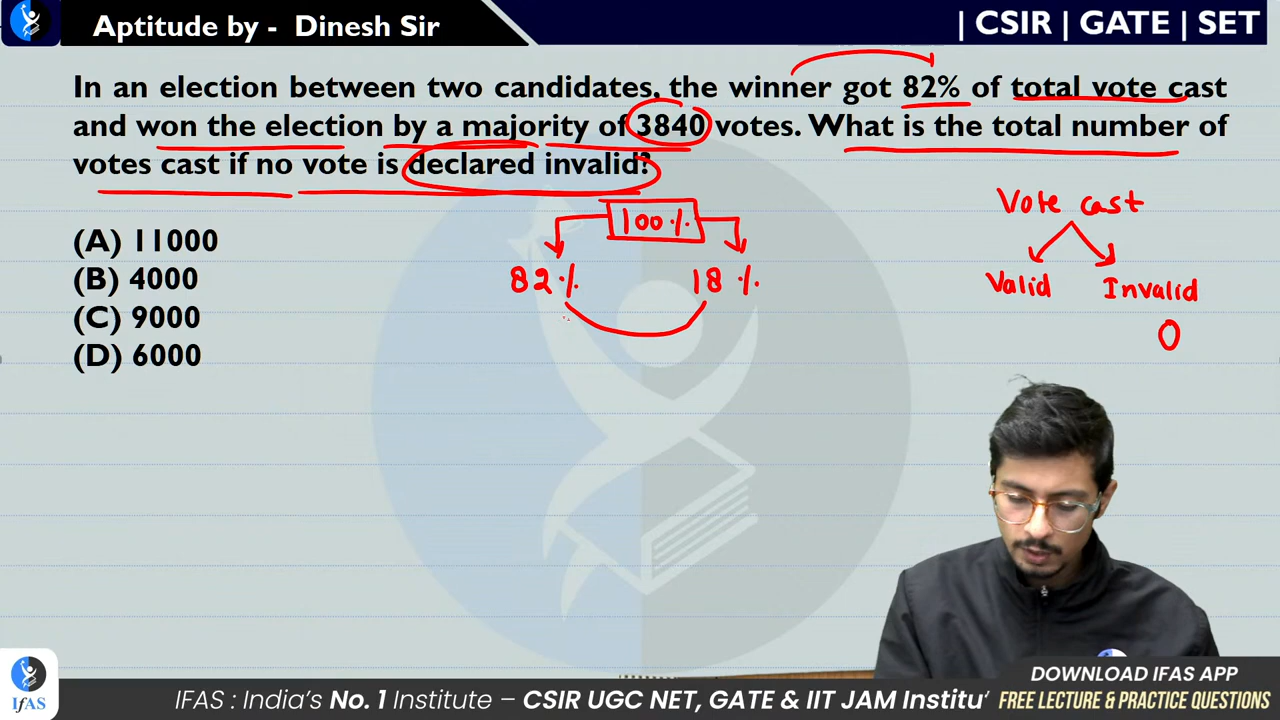 Aptitude by - Dinesh Sir
| CSIR | GATE | SET
In an election between two candidates, the winner got 82% of total vote cast
and won the election by a majority of 3840 votes. What is the total number of
votes cast if no vote is declared invalid?
100%
82% 18%
Vote cast
Valid Invalid
0
(A) 11000
(B) 4000
(C) 9000
(D) 6000
IFAS
IFAS : India's No. 1 Institute – CSIR UGC NET, GATE & IIT JAM Institu'
DOWNLOAD IFAS APP
FREE LECTURE & PRACTICE QUESTIONS